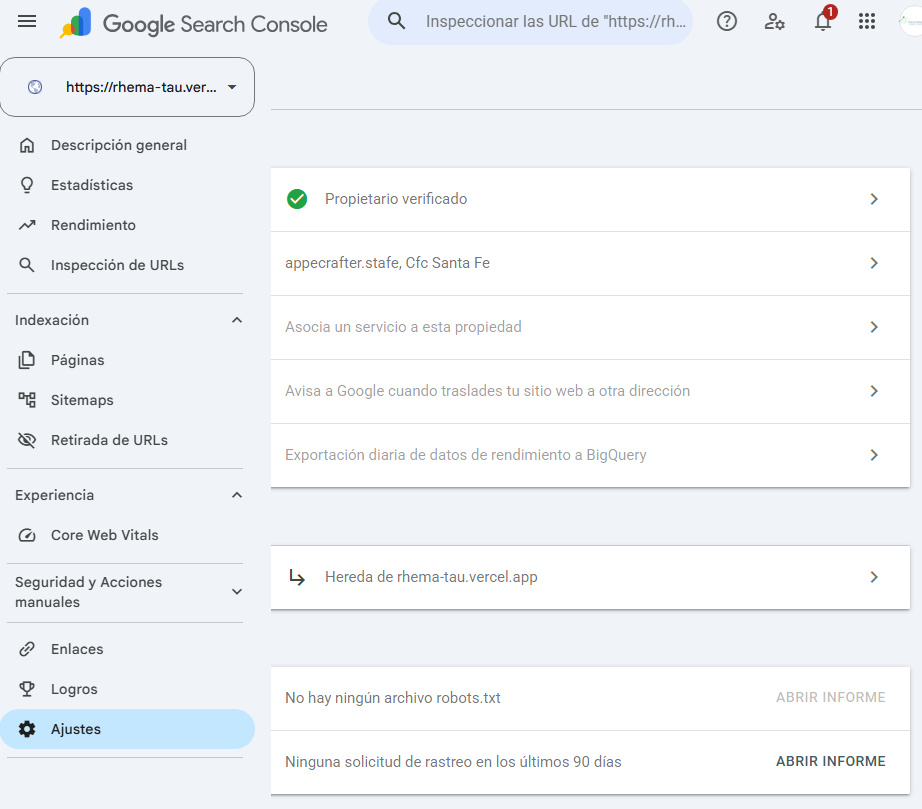 Google Search Console
Inspeccionar las URL de "https://rh...
1
https://rhema-tau.ver...
Descripción general
Estadísticas
Rendimiento
Inspección de URLs
Indexación
Páginas
Sitemaps
Retirada de URLs
Experiencia
Core Web Vitals
Seguridad y Acciones
manuales
Enlaces
Logros
Ajustes
Propietario verificado
appecrafter.stafe, Cfc Santa Fe
Asocia un servicio a esta propiedad
Avisa a Google cuando traslades tu sitio web a otra dirección
Exportación diaria de datos de rendimiento a BigQuery
Hereda de rhema-tau.vercel.app
No hay ningún archivo robots.txt
ABRIR INFORME
Ninguna solicitud de rastreo en los últimos 90 días
ABRIR INFORME